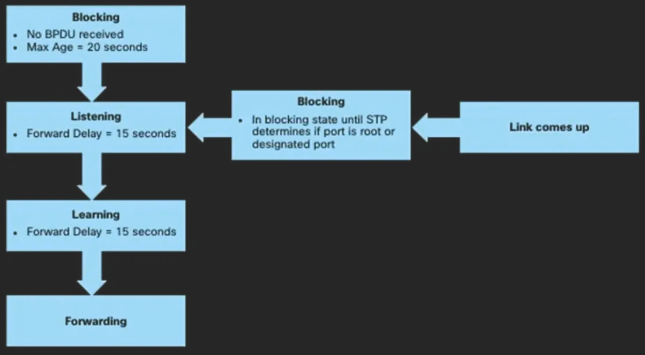 Blocking
• No BPDU received
• Max Age = 20 seconds
Listening
• Forward Delay = 15 seconds
Blocking
• In blocking state until STP
determines if port is root or
designated port
Link comes up
Learning
• Forward Delay = 15 seconds
Forwarding